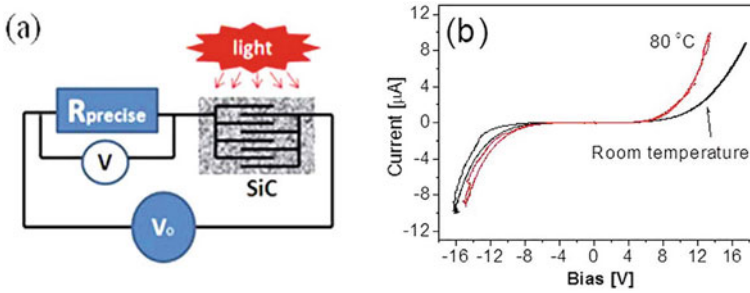 (a)
light
Rprecise
V
SiC
Vo
(b)
80 °C
Room temperature
Current [μA]
12
8
4
0
-4
-8
-12
-16 -12 -8 -4 0 4 8 12 16
Bias [V]